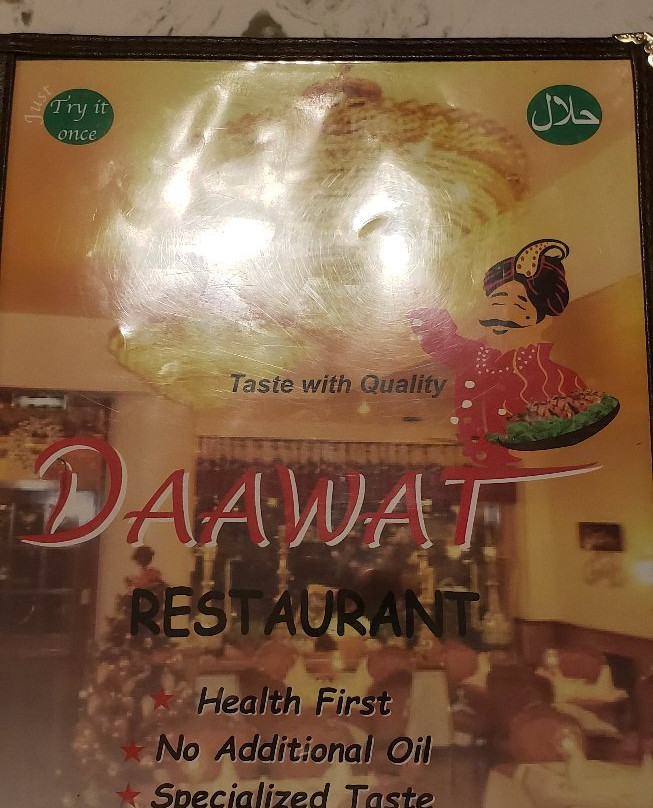 Just
Try it
once
حلال
Taste with Quality
DAAWAT
RESTAURANT
Health First
No Additional Oil
Specialized Taste